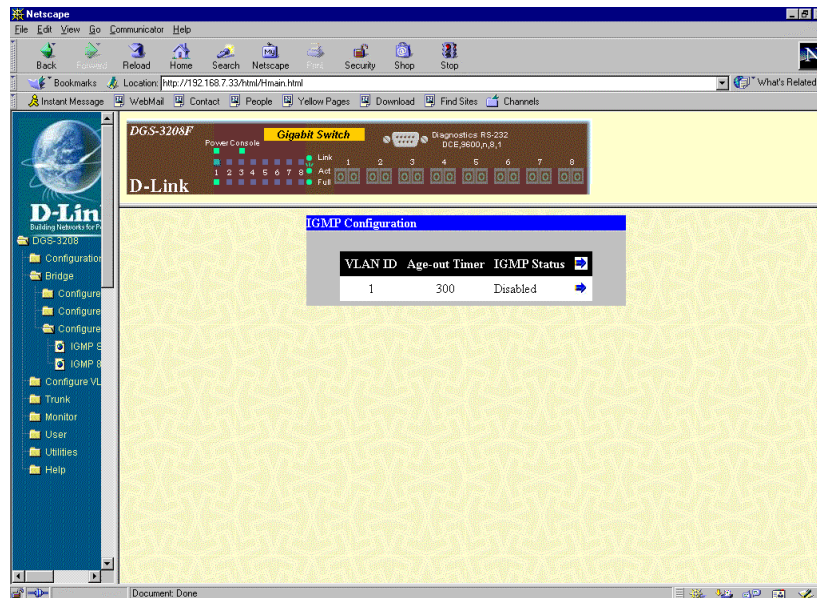 Netscape
File Edit View Go Communicator Help
Back Forward Reload Home Search Netscape Print Security Shop Stop
Bookmarks Location: http://192.168.7.33/html/Hmain.html What's Related
Instant Message WebMail Contact People Yellow Pages Download Find Sites Channels
DGS-3208F
Power Console
Gigabit Switch
Diagnostics RS-232
DCE,9600,n,8,1
Link
Act
Full
1 2 3 4 5 6 7 8
1 2 3 4 5 6 7 8
D-Link
D-Lin
Building Networks for P
DGS-3208
Configuration
Bridge
Configure
Configure
Configure
IGMP S
IGMP 8
Configure VL
Trunk
Monitor
User
Utilities
Help
IGMP Configuration
VLAN ID Age-out Timer IGMP Status
1 300 Disabled
Document: Done